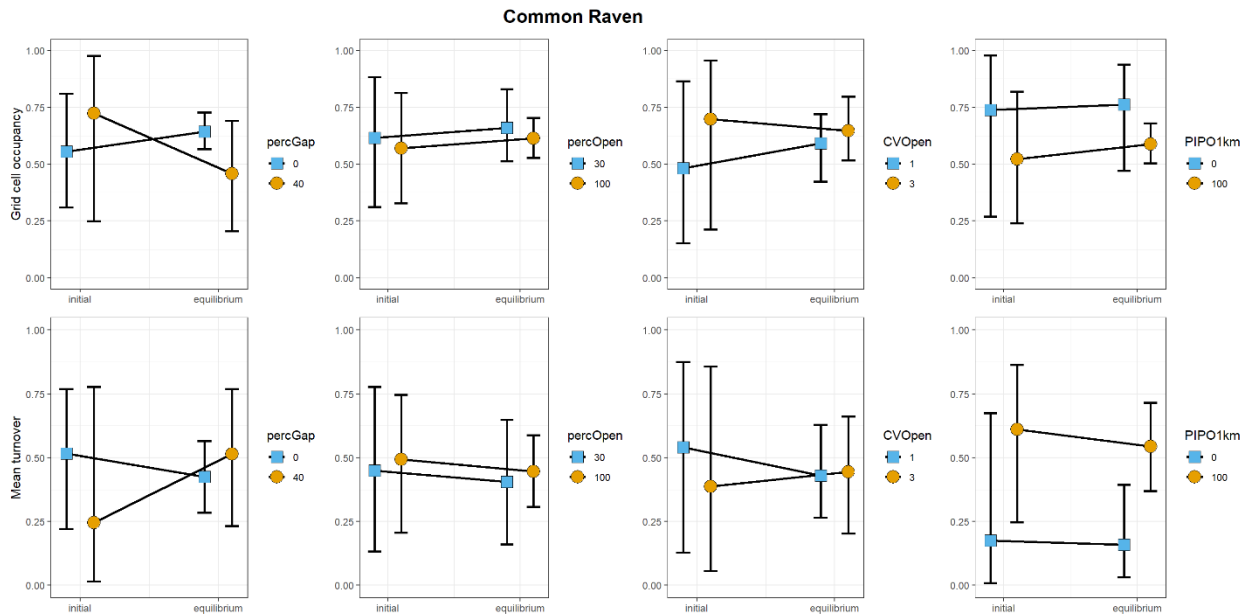 Common Raven
Grid cell occupancy
1.00
0.75
0.50
0.25
0.00
initial
equilibrium
percGap
0
40
1.00
0.75
0.50
0.25
0.00
initial
equilibrium
percOpen
30
100
1.00
0.75
0.50
0.25
0.00
initial
equilibrium
CVOpen
1
3
1.00
0.75
0.50
0.25
0.00
initial
equilibrium
PIPO1km
0
100
Mean turnover
1.00
0.75
0.50
0.25
0.00
initial
equilibrium
percGap
0
40
1.00
0.75
0.50
0.25
0.00
initial
equilibrium
percOpen
30
100
1.00
0.75
0.50
0.25
0.00
initial
equilibrium
CVOpen
1
3
1.00
0.75
0.50
0.25
0.00
initial
equilibrium
PIPO1km
0
100